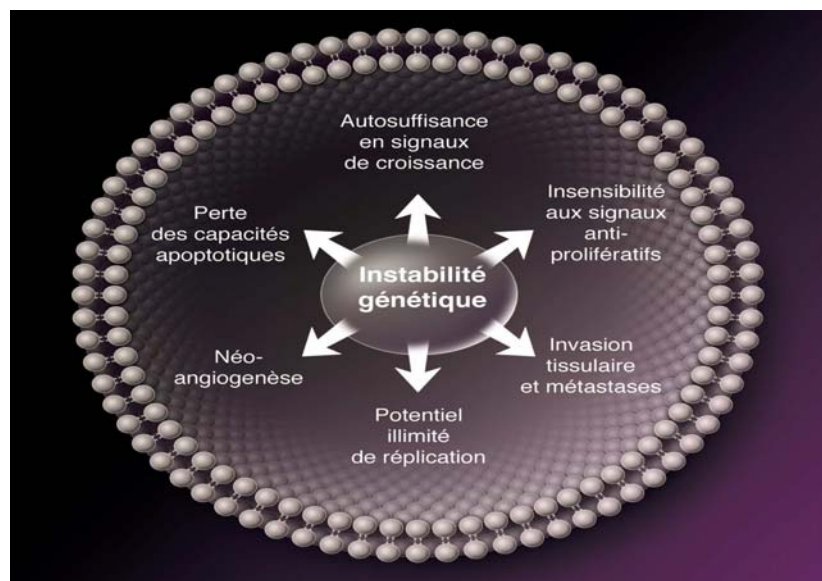 Autosuffisance
en signaux
de croissance
Insensibilité
aux signaux
anti-
prolifératifs
Invasion
tissulaire
et métastases
Potentiel
illimité
de réplication
Néo-
angiogenèse
Perte
des capacités
apoptotiques
Instabilité
génétique